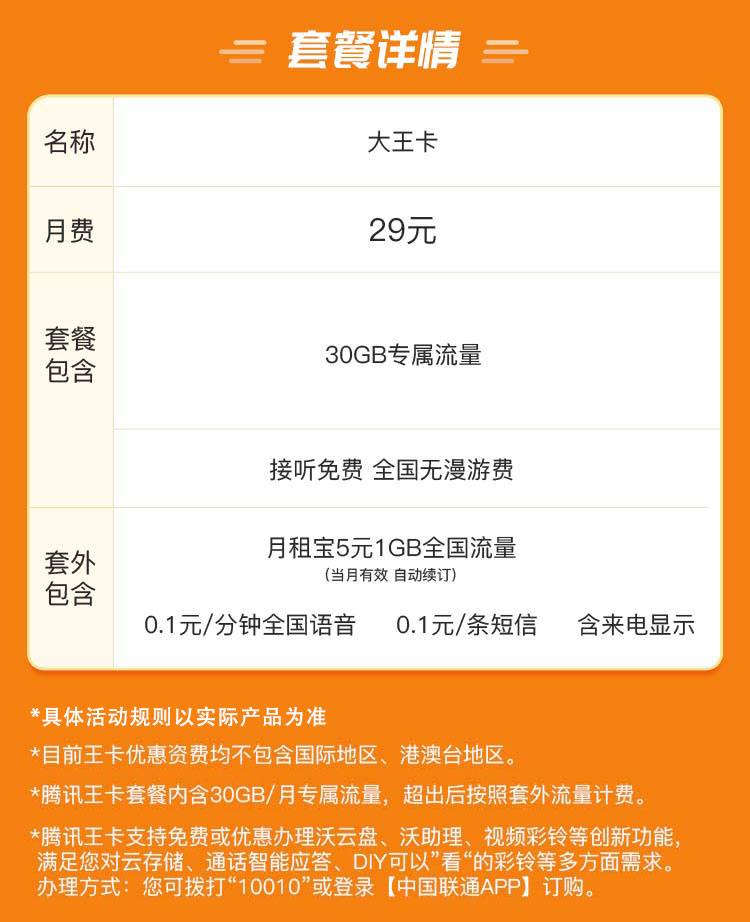 套餐详情
名称
大王卡
月费
29元
套餐
包含
30GB专属流量
接听免费 全国无漫游费
套外
包含
月租宝5元1GB全国流量
(当月有效 自动续订)
0.1元/分钟全国语音 0.1元/条短信 含来电显示
*具体活动规则以实际产品为准
*目前王卡优惠资费均不包含国际地区、港澳台地区。
*腾讯王卡套餐内含30GB/月专属流量，超出后按照套外流量计费。
*腾讯王卡支持免费或优惠办理沃云盘、沃助理、视频彩铃等创新功能，
满足您对云存储、通话智能应答、DIY可以”看“的彩铃等多方面需求。
办理方式：您可拨打“10010”或登录【中国联通APP】订购。